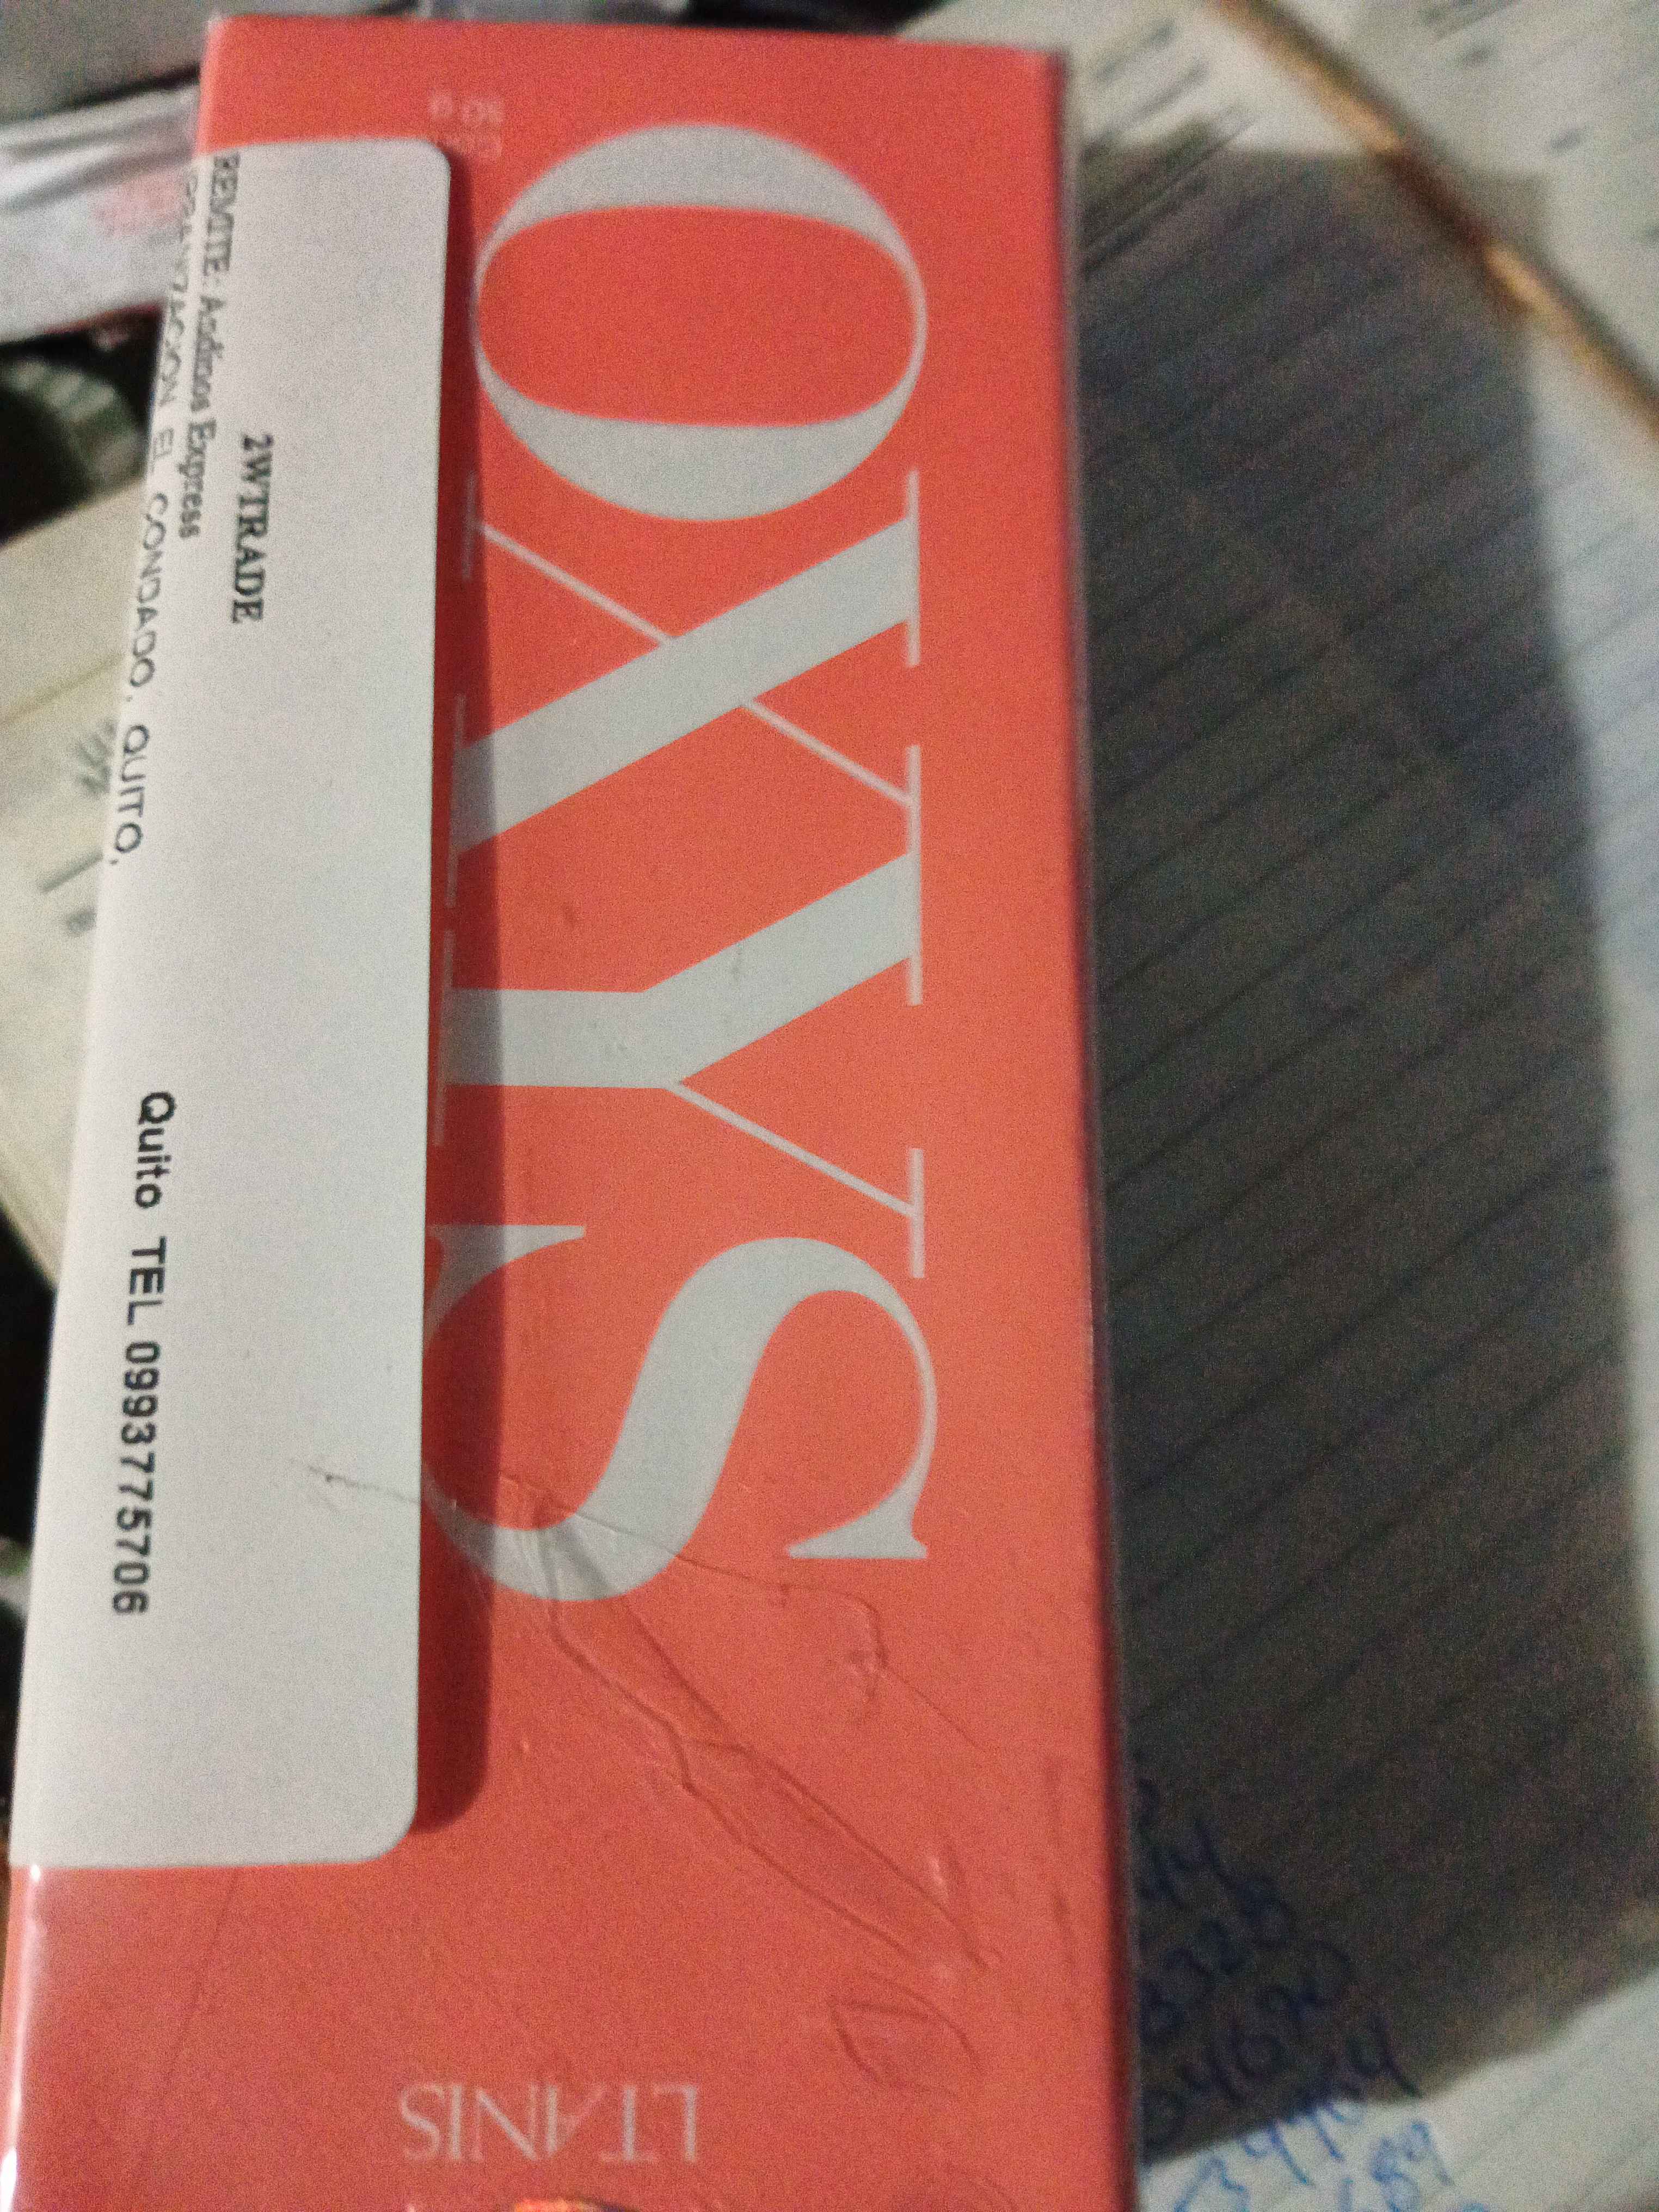 OXYS
LTANIS
2WTRADE
REMITE: Andinos Express
EL CONDADO, QUITO,
Quito TEL 0993775706